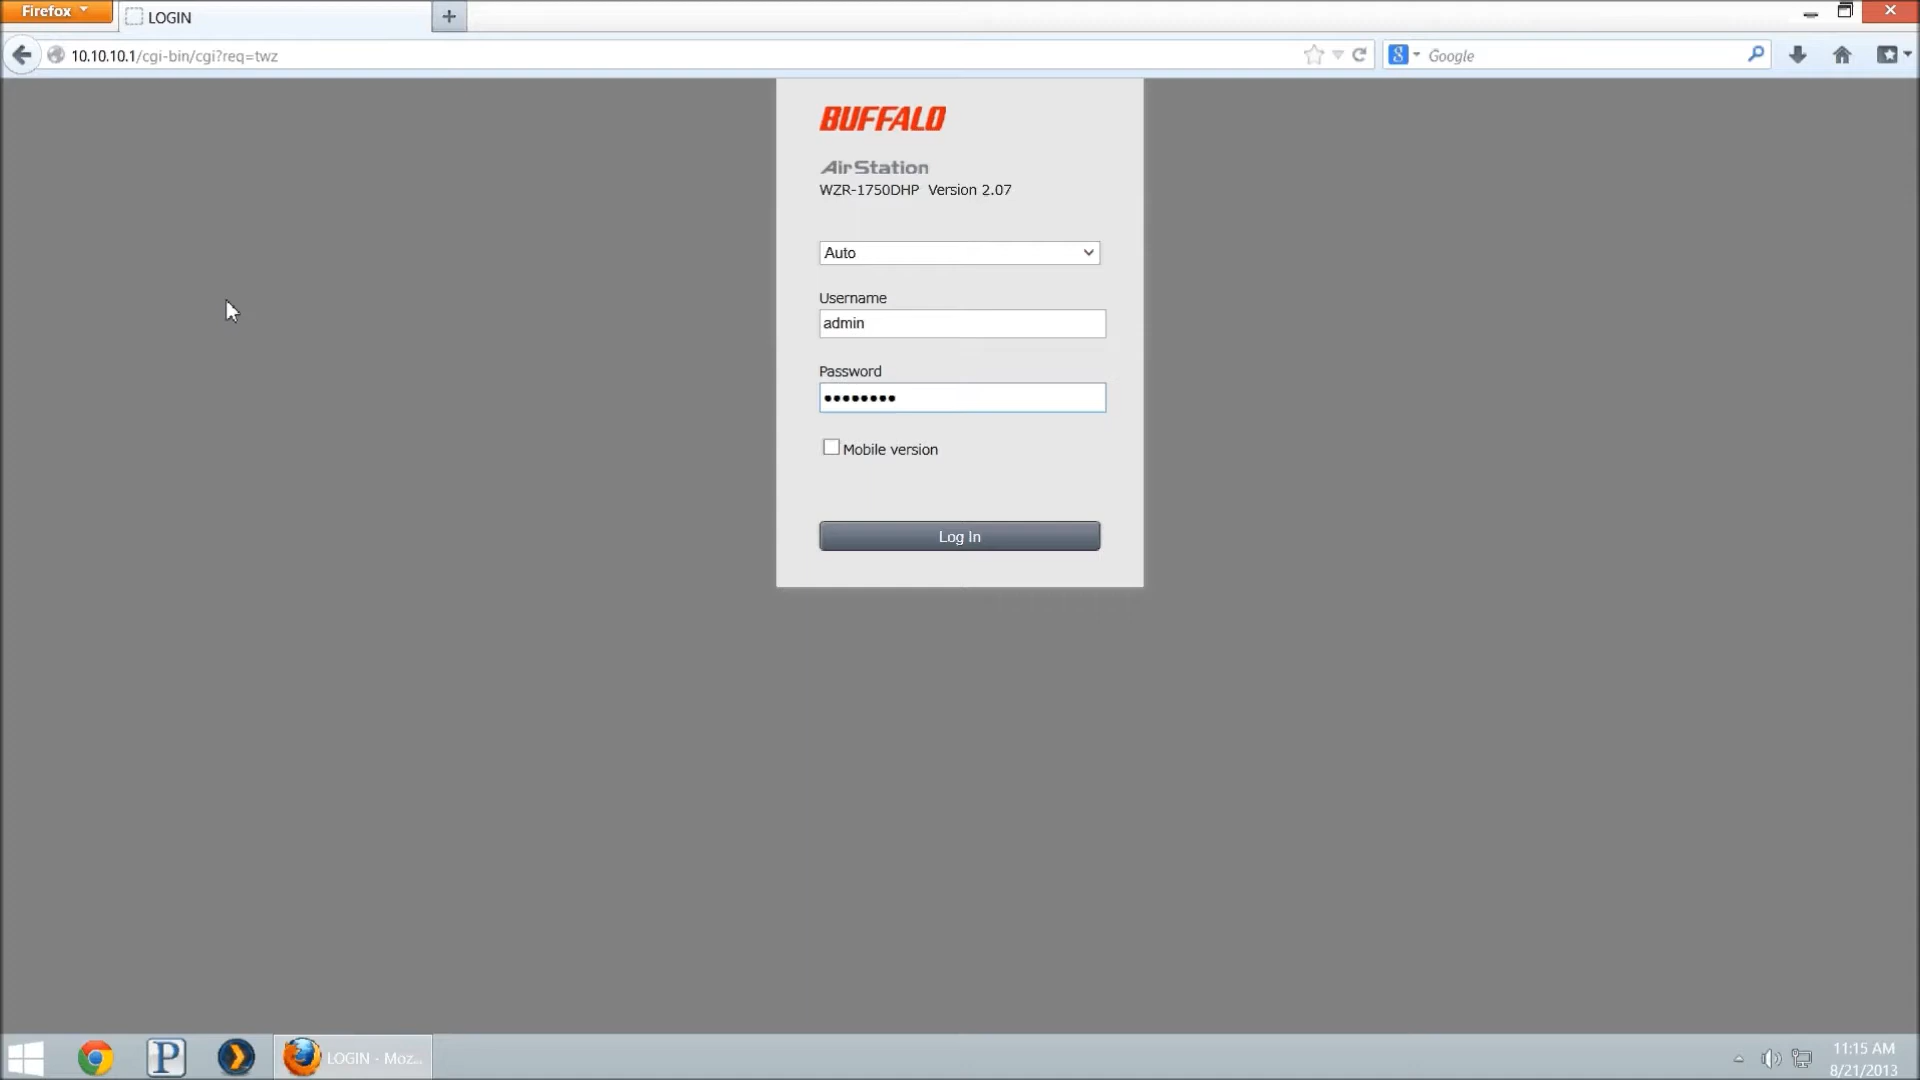 Firefox
LOGIN
10.10.10.1/cgi-bin/cgi?req=twz
Google
BUFFALO
AirStation
WZR-1750DHP Version 2.07
Auto
Username
admin
Password
Mobile version
Log In
LOGIN - Moz...
11:15 AM
8/21/2013